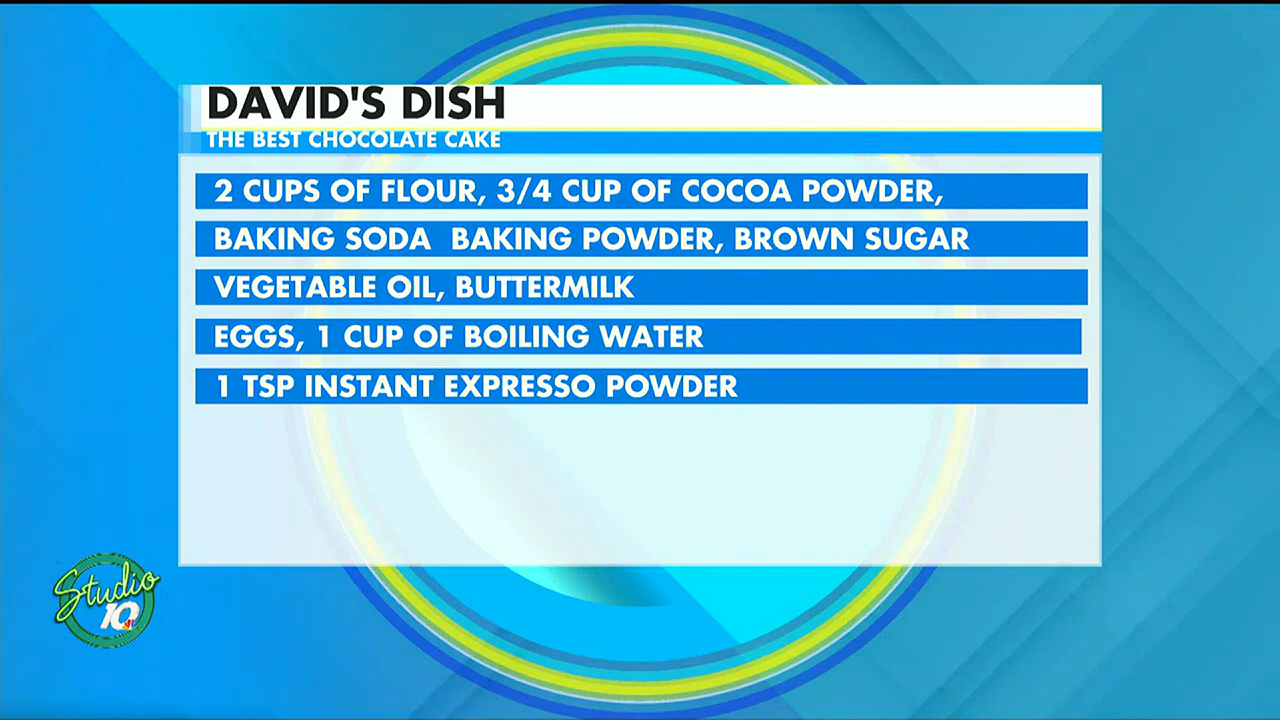 DAVID'S DISH
THE BEST CHOCOLATE CAKE
2 CUPS OF FLOUR, 3/4 CUP OF COCOA POWDER,
BAKING SODA  BAKING POWDER, BROWN SUGAR
VEGETABLE OIL, BUTTERMILK
EGGS, 1 CUP OF BOILING WATER
1 TSP INSTANT EXPRESSO POWDER
Studio
10